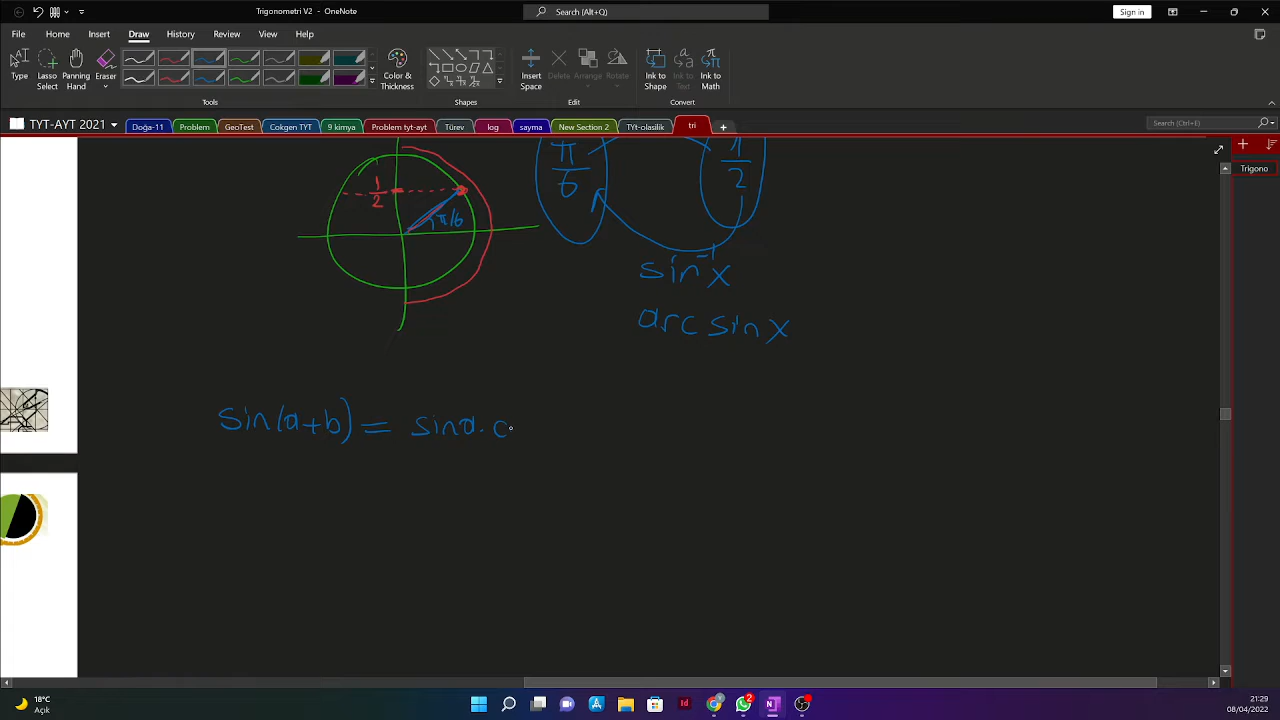 Trigonometri V2 - OneNote
Search (Alt+Q)
Sign in
File Home Insert Draw History Review View Help
Type
Lasso Select
Panning Hand
Eraser
Color & Thickness
Insert Space
Delete
Arrange
Rotate
Ink to Shape
Ink to Text
Ink to Math
Tools
Shapes
Edit
Convert
TYT-AYT 2021
Doğa-11
Problem
GeoTest
Cokgen TYT
9 kimya
Problem tyt-ayt
Türev
log
sayma
New Section 2
TYt-olasilik
tri
Search (Ctrl+E)
Trigono
1/2
π/6
π/6
1/2
sin⁻¹x
arc sin x
sin(a+b) = sina. c
18°C
Açık
2
21:29
08/04/2022